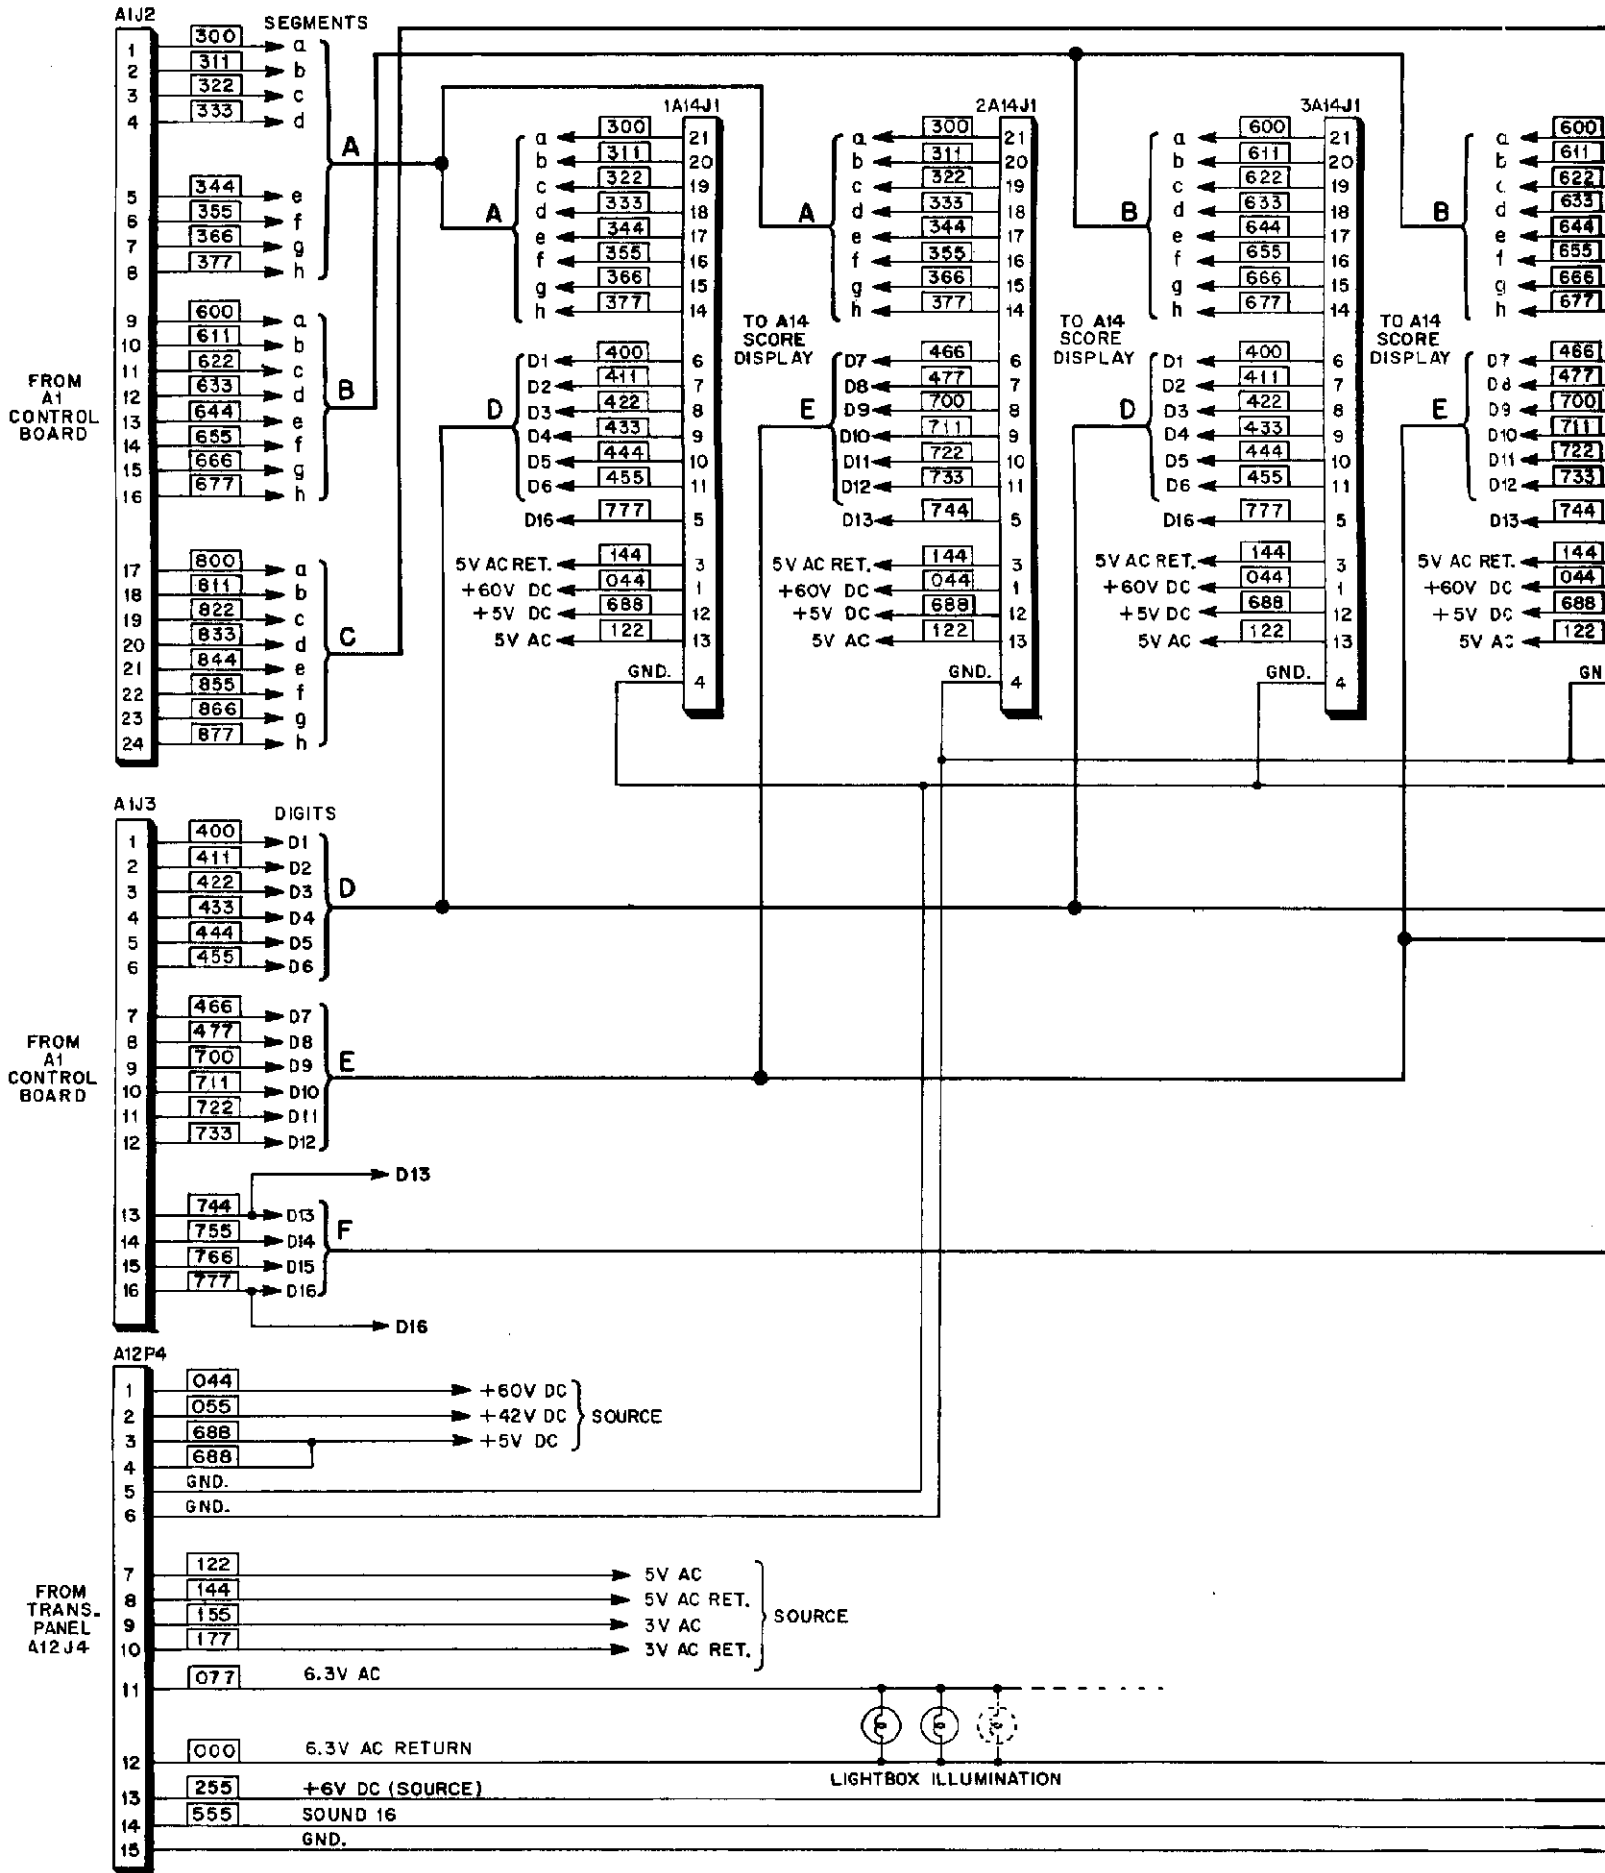 A1J2
SEGMENTS
1 300 a
2 311 b
3 322 c
4 333 d
A
5 344 e
6 355 f
7 366 g
8 377 h
9 600 a
10 611 b
11 622 c
12 633 d
B
13 644 e
14 655 f
15 666 g
16 677 h
17 800 a
18 811 b
19 822 c
20 833 d
C
21 844 e
22 855 f
23 866 g
24 877 h
FROM
A1
CONTROL
BOARD
1A14J1
a 300 21
b 311 20
c 322 19
A d 333 18
e 344 17
f 355 16
g 366 15
h 377 14
D1 400 6
D2 411 7
D D3 422 8
D4 433 9
D5 444 10
D6 455 11
D16 777 5
5V AC RET. 144 3
+60V DC 044 1
+5V DC 688 12
5V AC 122 13
GND. 4
TO A14
SCORE
DISPLAY
2A14J1
a 300 21
b 311 20
c 322 19
A d 333 18
e 344 17
f 355 16
g 366 15
h 377 14
D7 466 6
D8 477 7
E D9 700 8
D10 711 9
D11 722 10
D12 733 11
D13 744 5
5V AC RET. 144 3
+60V DC 044 1
+5V DC 688 12
5V AC 122 13
GND. 4
TO A14
SCORE
DISPLAY
3A14J1
a 600 21
b 611 20
c 622 19
B d 633 18
e 644 17
f 655 16
g 666 15
h 677 14
D1 400 6
D2 411 7
D D3 422 8
D4 433 9
D5 444 10
D6 455 11
D16 777 5
5V AC RET. 144 3
+60V DC 044 1
+5V DC 688 12
5V AC 122 13
GND. 4
TO A14
SCORE
DISPLAY
a 600
b 611
c 622
B d 633
e 644
f 655
g 666
h 677
D7 466
D8 477
E D9 700
D10 711
D11 722
D12 733
D13 744
5V AC RET. 144
+60V DC 044
+5V DC 688
5V AC 122
GN
A1J3
DIGITS
1 400 D1
2 411 D2
3 422 D3
D
4 433 D4
5 444 D5
6 455 D6
7 466 D7
8 477 D8
9 700 D9
E
10 711 D10
11 722 D11
12 733 D12
D13
13 744 D13
14 755 D14
F
15 766 D15
16 777 D16
D16
FROM
A1
CONTROL
BOARD
A12P4
1 044 +60V DC
2 055 +42V DC SOURCE
3 688 +5V DC
4 688
5 GND.
6 GND.
7 122 5V AC
8 144 5V AC RET.
SOURCE
9 155 3V AC
10 177 3V AC RET.
11 077 6.3V AC
12 000 6.3V AC RETURN
LIGHTBOX ILLUMINATION
13 255 +6V DC (SOURCE)
14 555 SOUND 16
15 GND.
FROM
TRANS-
PANEL
A12J4